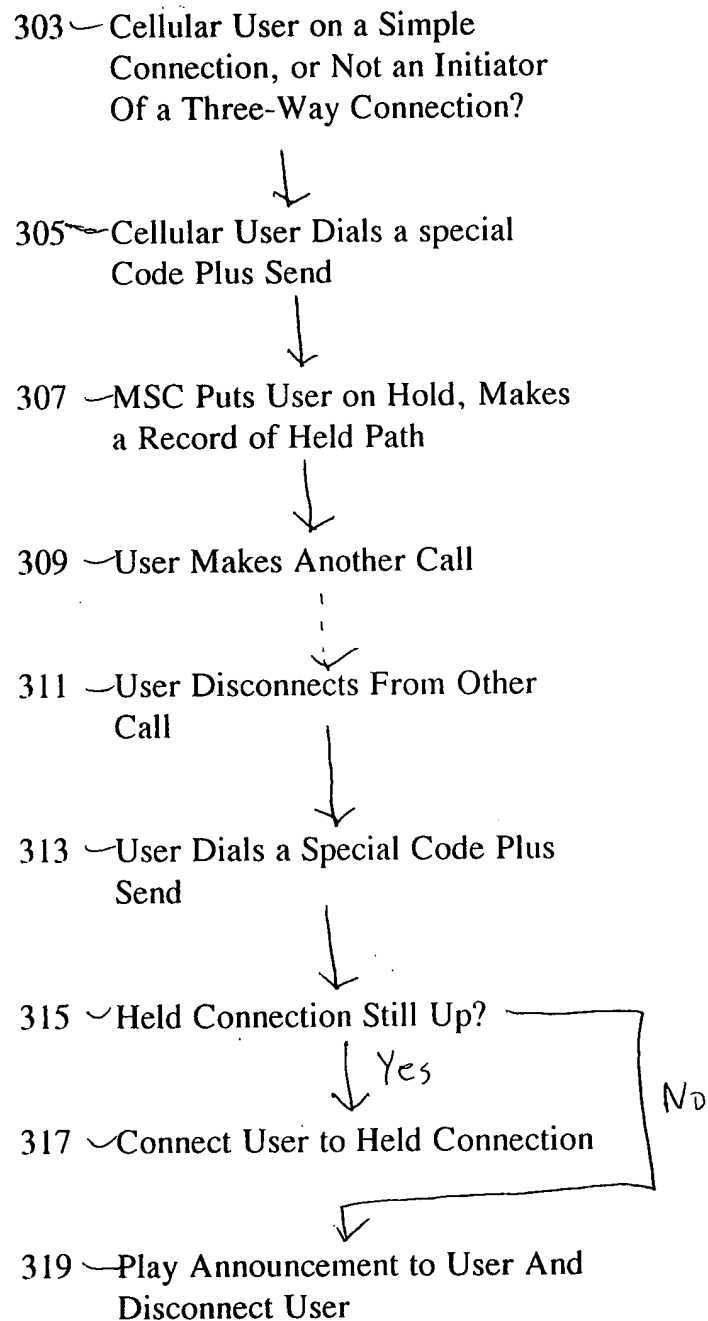 303 Cellular User on a Simple
Connection, or Not an Initiator
Of a Three-Way Connection?
305 Cellular User Dials a special
Code Plus Send
307 MSC Puts User on Hold, Makes
a Record of Held Path
309 User Makes Another Call
311 User Disconnects From Other
Call
313 User Dials a Special Code Plus
Send
315 Held Connection Still Up?
Yes
No
317 Connect User to Held Connection
319 Play Announcement to User And
Disconnect User